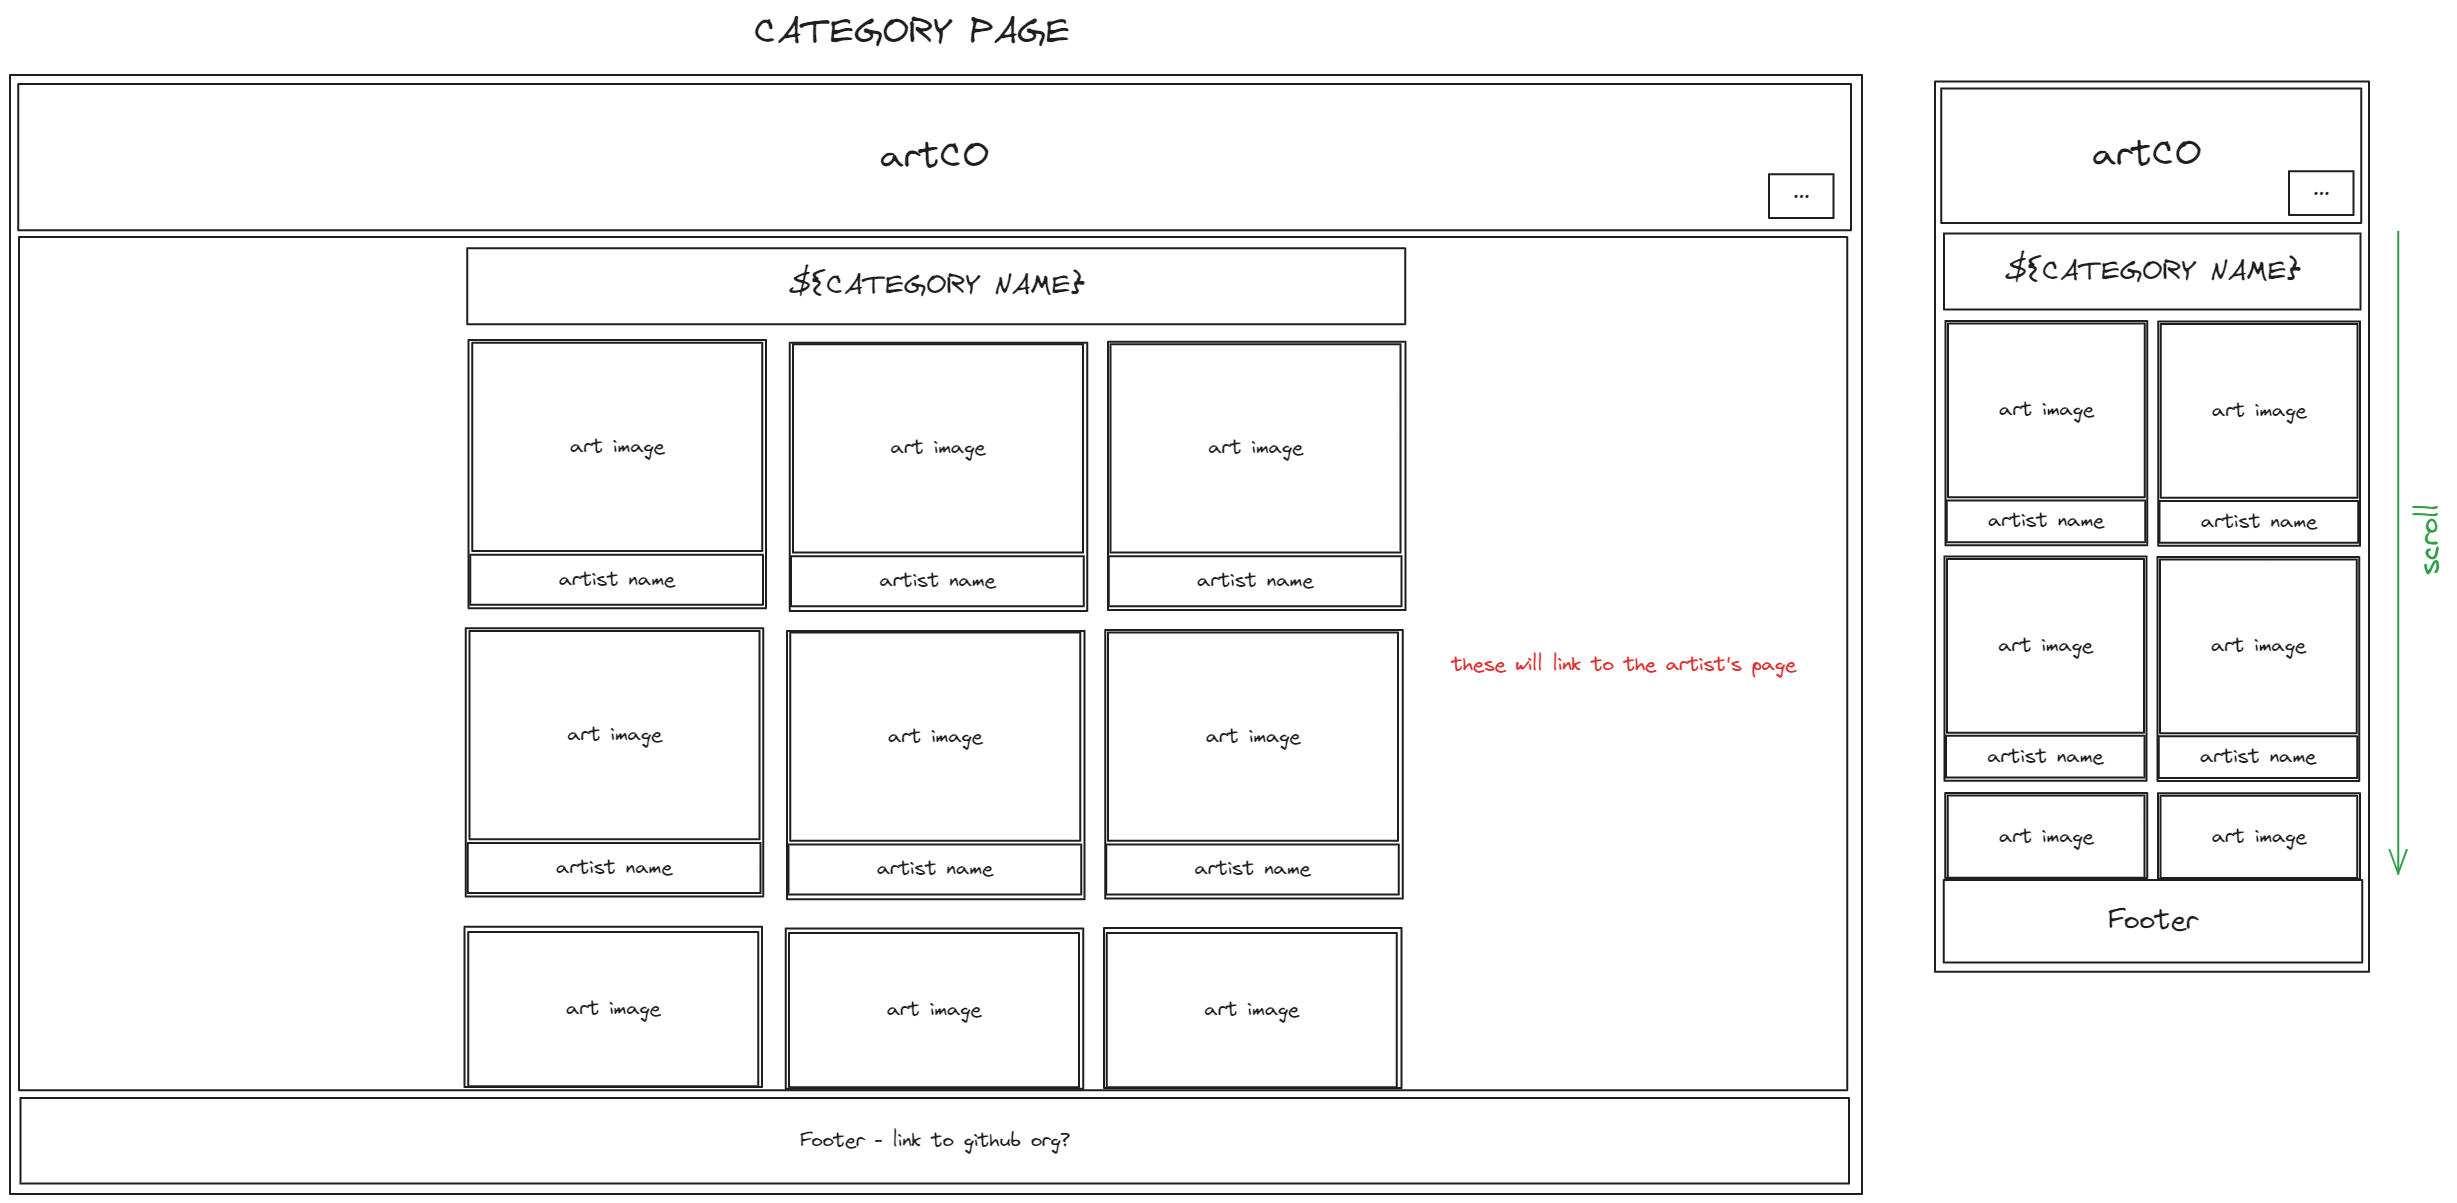 CATEGORY PAGE
artCO
...
${CATEGORY NAME}
art image
art image
art image
artist name
artist name
artist name
these will link to the artist's page
art image
art image
art image
artist name
artist name
artist name
art image
art image
art image
Footer - link to github org?
artCO
...
${CATEGORY NAME}
art image
art image
artist name
artist name
art image
art image
artist name
artist name
art image
art image
Footer
scroll